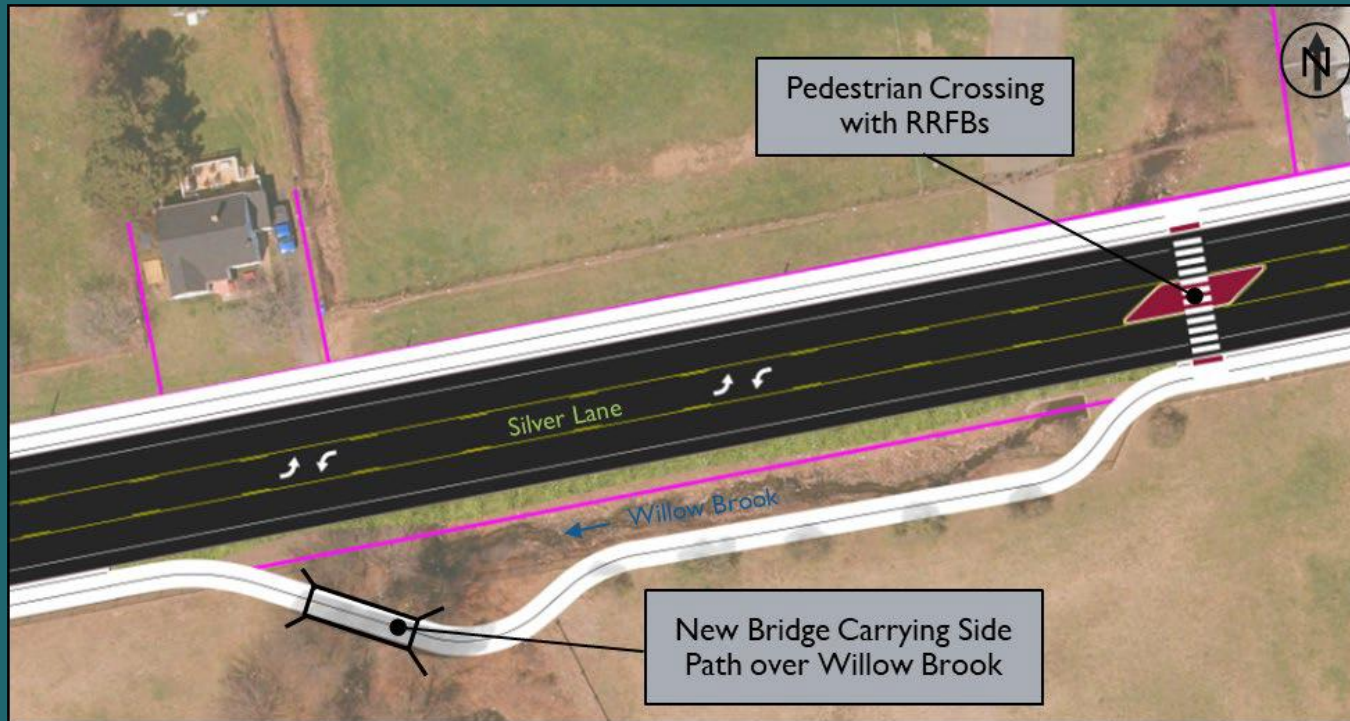 N
Pedestrian Crossing
with RRFBs
Silver Lane
Willow Brook
New Bridge Carrying Side
Path over Willow Brook